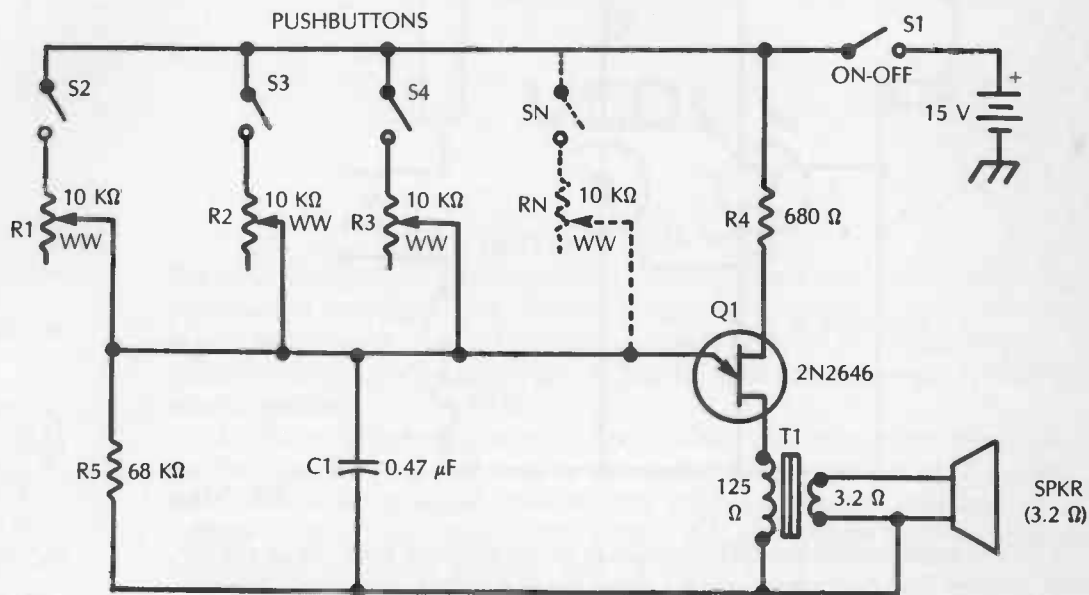 PUSHBUTTONS
S1
ON-OFF
S2
S3
S4
SN
15 V
+
10 KΩ
R1
WW
10 KΩ
R2
WW
10 KΩ
R3
WW
10 KΩ
RN
WW
R4
680 Ω
Q1
2N2646
T1
R5
68 KΩ
C1
0.47 μF
125
Ω
3.2 Ω
SPKR
(3.2 Ω)